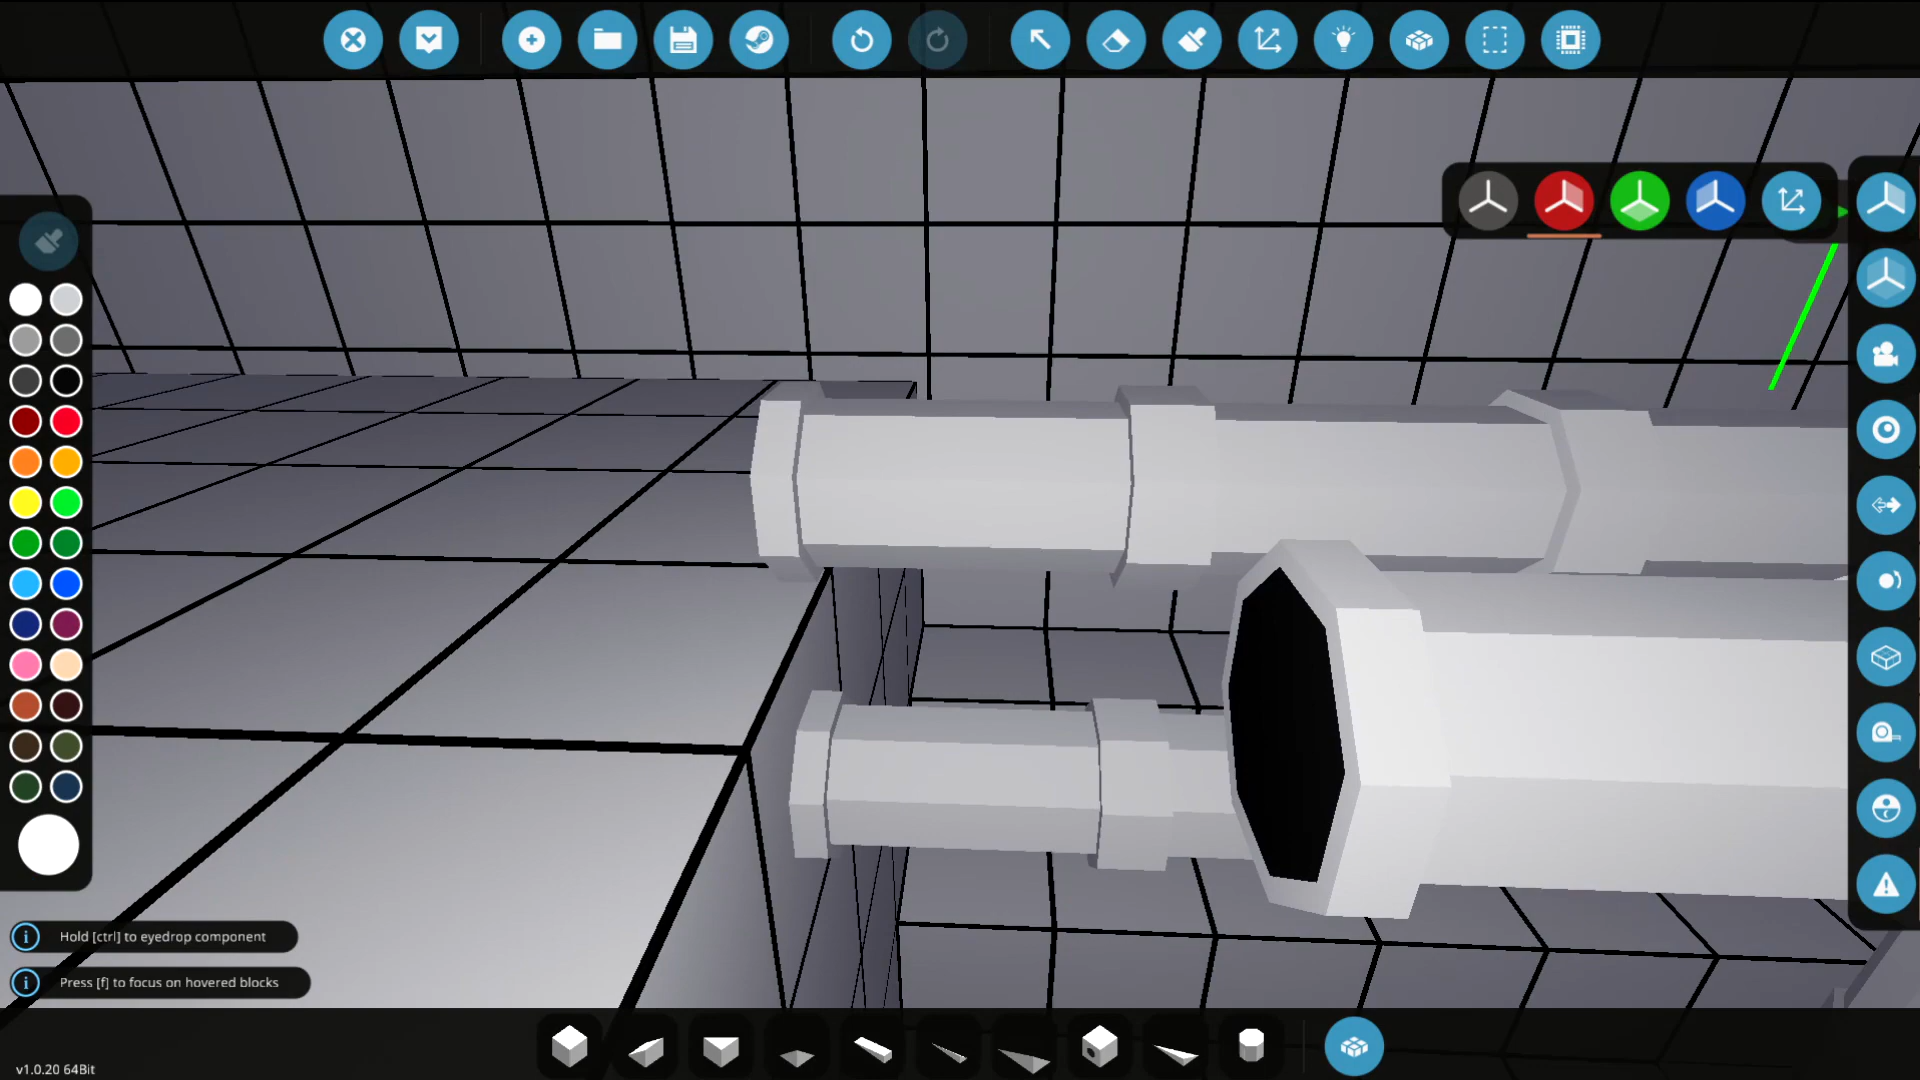 Hold [ctrl] to eyedrop component
Press [f] to focus on hovered blocks
v1.0.20 64Bit